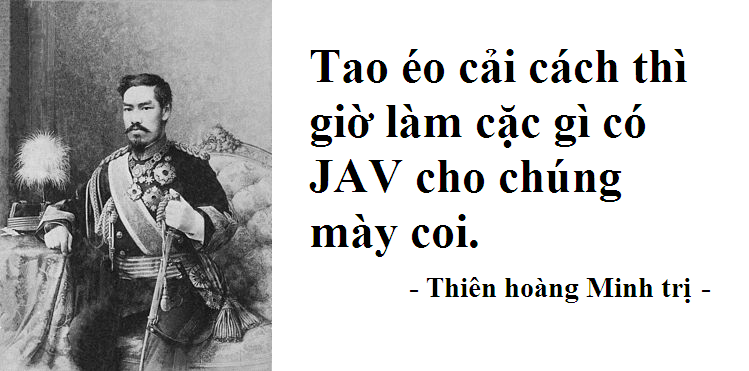 Tao éo cải cách thì
giờ làm cặc gì có
JAV cho chúng
mày coi.
- Thiên hoàng Minh trị -